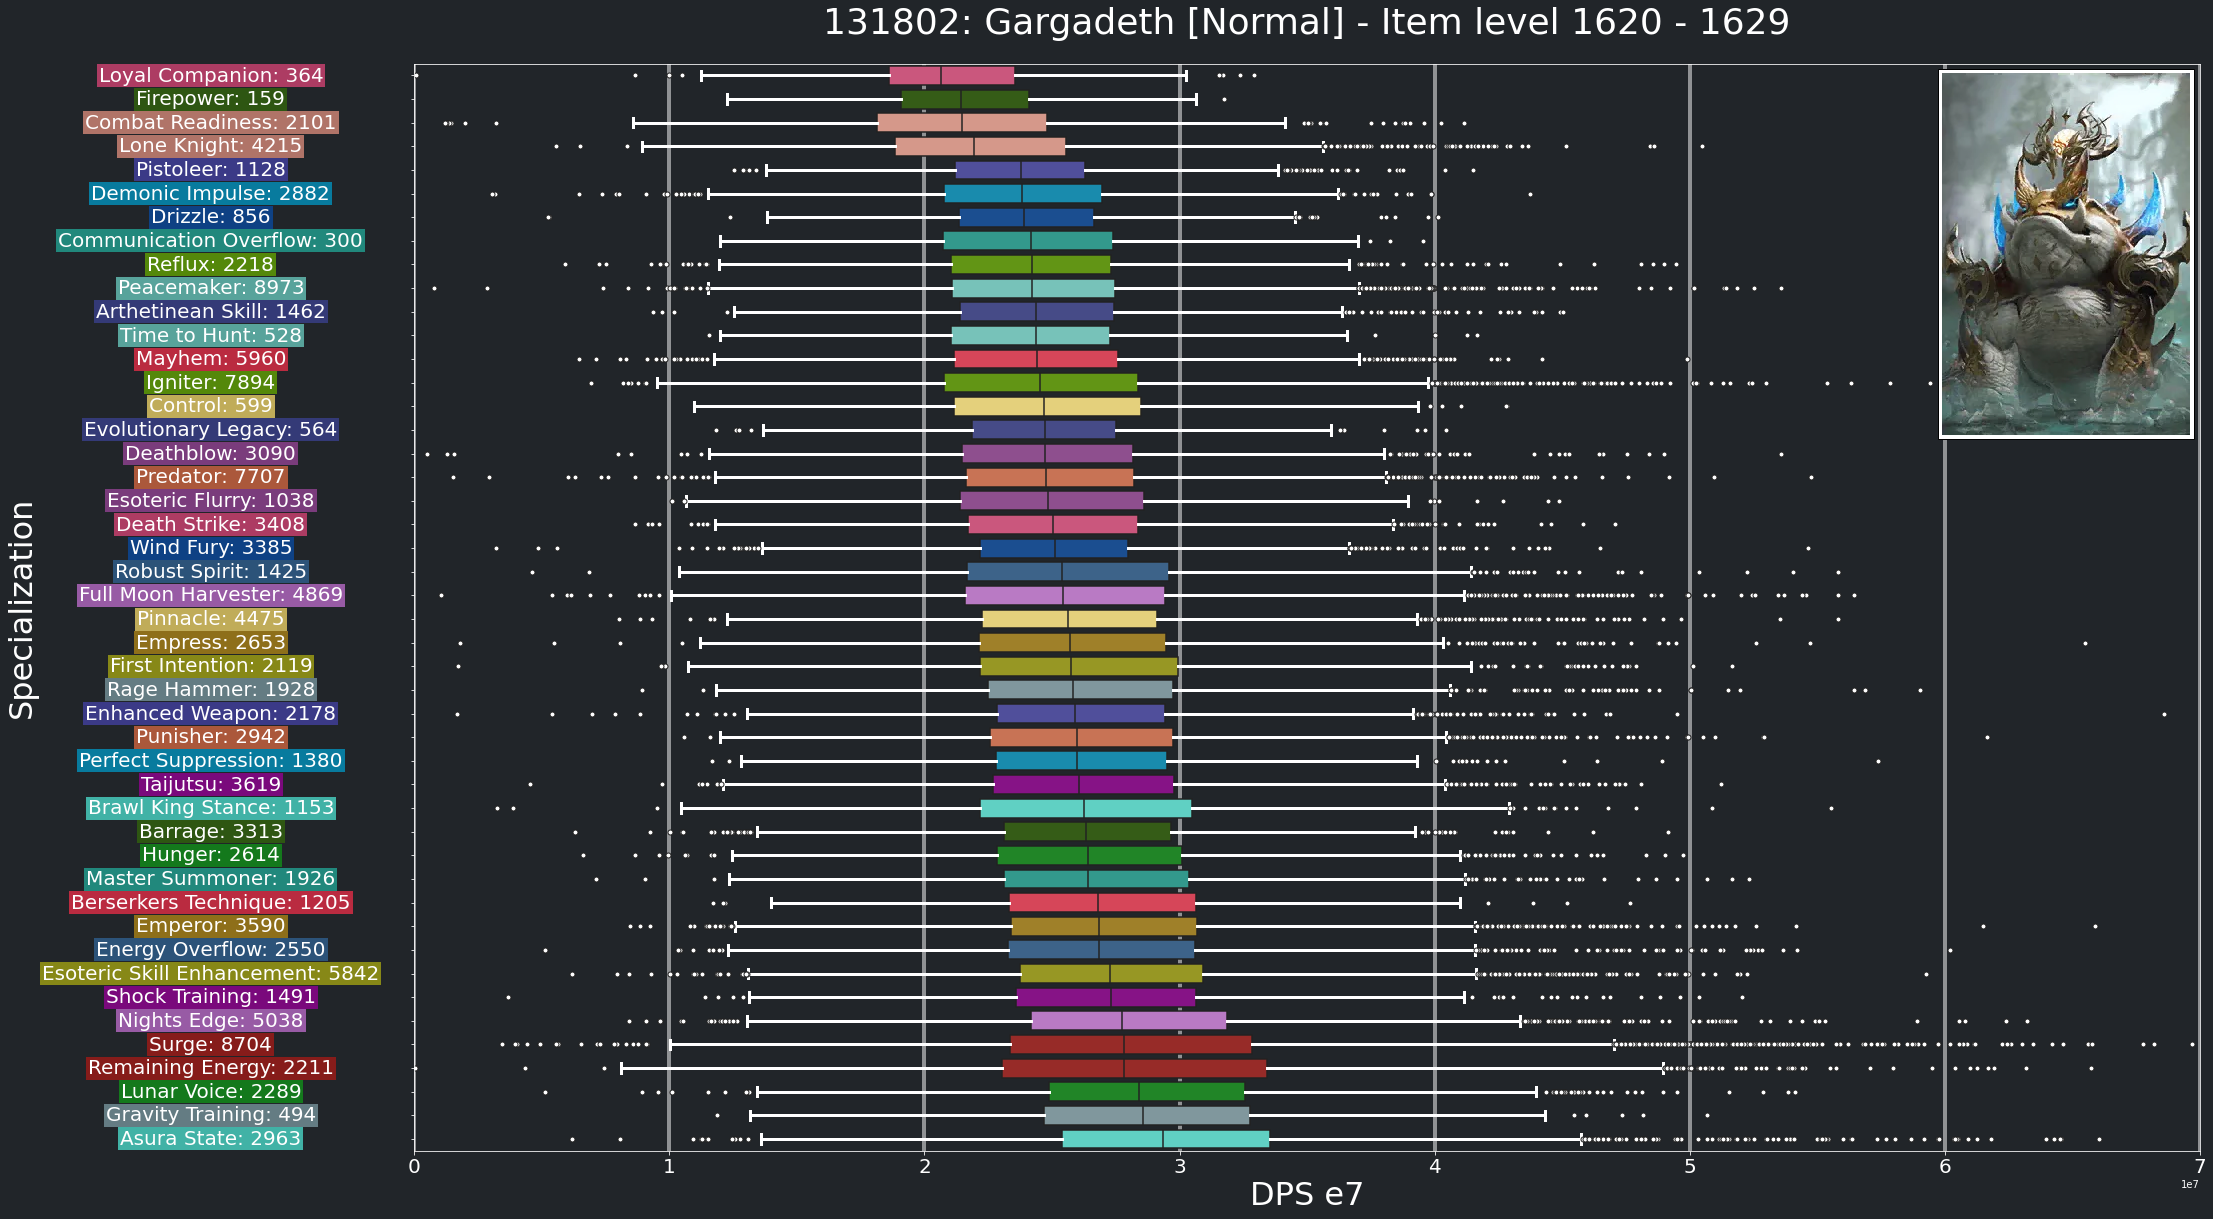 131802: Gargadeth [Normal] - Item level 1620 - 1629
Specialization
Loyal Companion: 364
Firepower: 159
Combat Readiness: 2101
Lone Knight: 4215
Pistoleer: 1128
Demonic Impulse: 2882
Drizzle: 856
Communication Overflow: 300
Reflux: 2218
Peacemaker: 8973
Arthetinean Skill: 1462
Time to Hunt: 528
Mayhem: 5960
Igniter: 7894
Control: 599
Evolutionary Legacy: 564
Deathblow: 3090
Predator: 7707
Esoteric Flurry: 1038
Death Strike: 3408
Wind Fury: 3385
Robust Spirit: 1425
Full Moon Harvester: 4869
Pinnacle: 4475
Empress: 2653
First Intention: 2119
Rage Hammer: 1928
Enhanced Weapon: 2178
Punisher: 2942
Perfect Suppression: 1380
Taijutsu: 3619
Brawl King Stance: 1153
Barrage: 3313
Hunger: 2614
Master Summoner: 1926
Berserkers Technique: 1205
Emperor: 3590
Energy Overflow: 2550
Esoteric Skill Enhancement: 5842
Shock Training: 1491
Nights Edge: 5038
Surge: 8704
Remaining Energy: 2211
Lunar Voice: 2289
Gravity Training: 494
Asura State: 2963
0 1 2 3 4 5 6 7
1e7
DPS e7